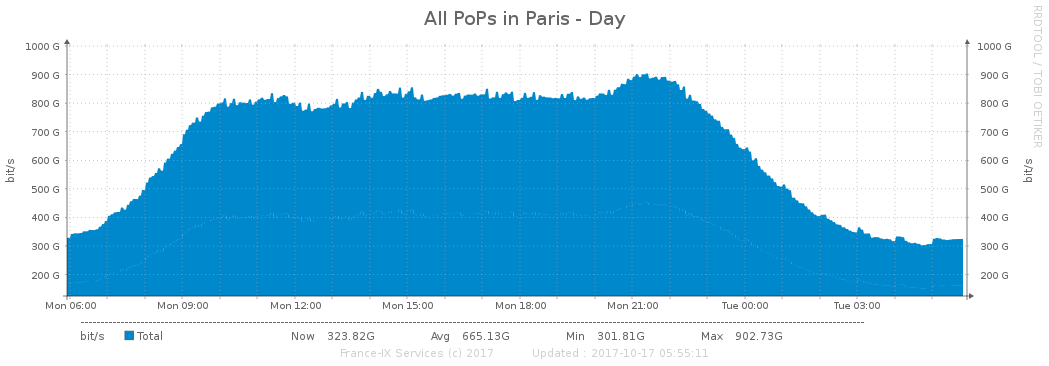 All PoPs in Paris - Day
RRDTOOL / TOBI OETIKER
bit/s
bit/s
1000 G 1000 G
900 G 900 G
800 G 800 G
700 G 700 G
600 G 600 G
500 G 500 G
400 G 400 G
300 G 300 G
200 G 200 G
Mon 06:00 Mon 09:00 Mon 12:00 Mon 15:00 Mon 18:00 Mon 21:00 Tue 00:00 Tue 03:00
bit/s Total Now 323.82G Avg 665.13G Min 301.81G Max 902.73G
France-IX Services (c) 2017 Updated : 2017-10-17 05:55:11